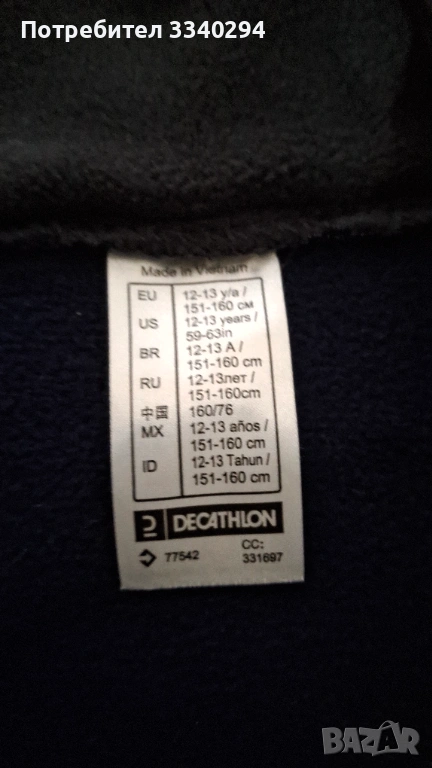 Потребител 3340294
Made in Vietnam
EU 12-13 y/a / 151-160 см
US 12-13 years / 59-63in
BR 12-13 A / 151-160 cm
RU 12-13лет / 151-160cm
中国 160/76
MX 12-13 años / 151-160 cm
ID 12-13 Tahun / 151-160 cm
DECATHLON
77542 CC: 331697
BAZAR